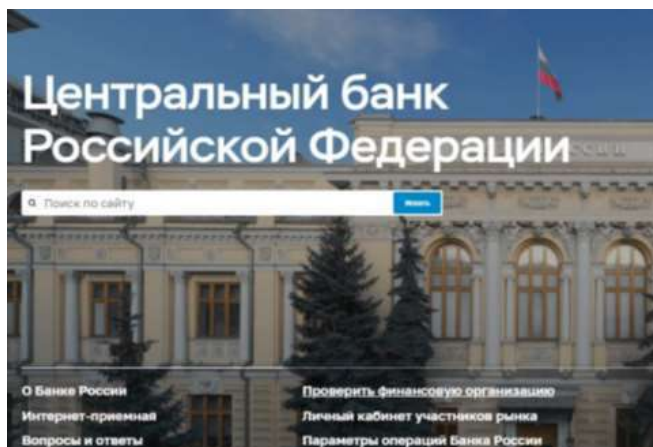 Центральный банк
Российской Федерации
Поиск по сайту
Искать
О Банке России
Проверить финансовую организацию
Интернет-приемная
Личный кабинет участников рынка
Вопросы и ответы
Параметры операций Банка России